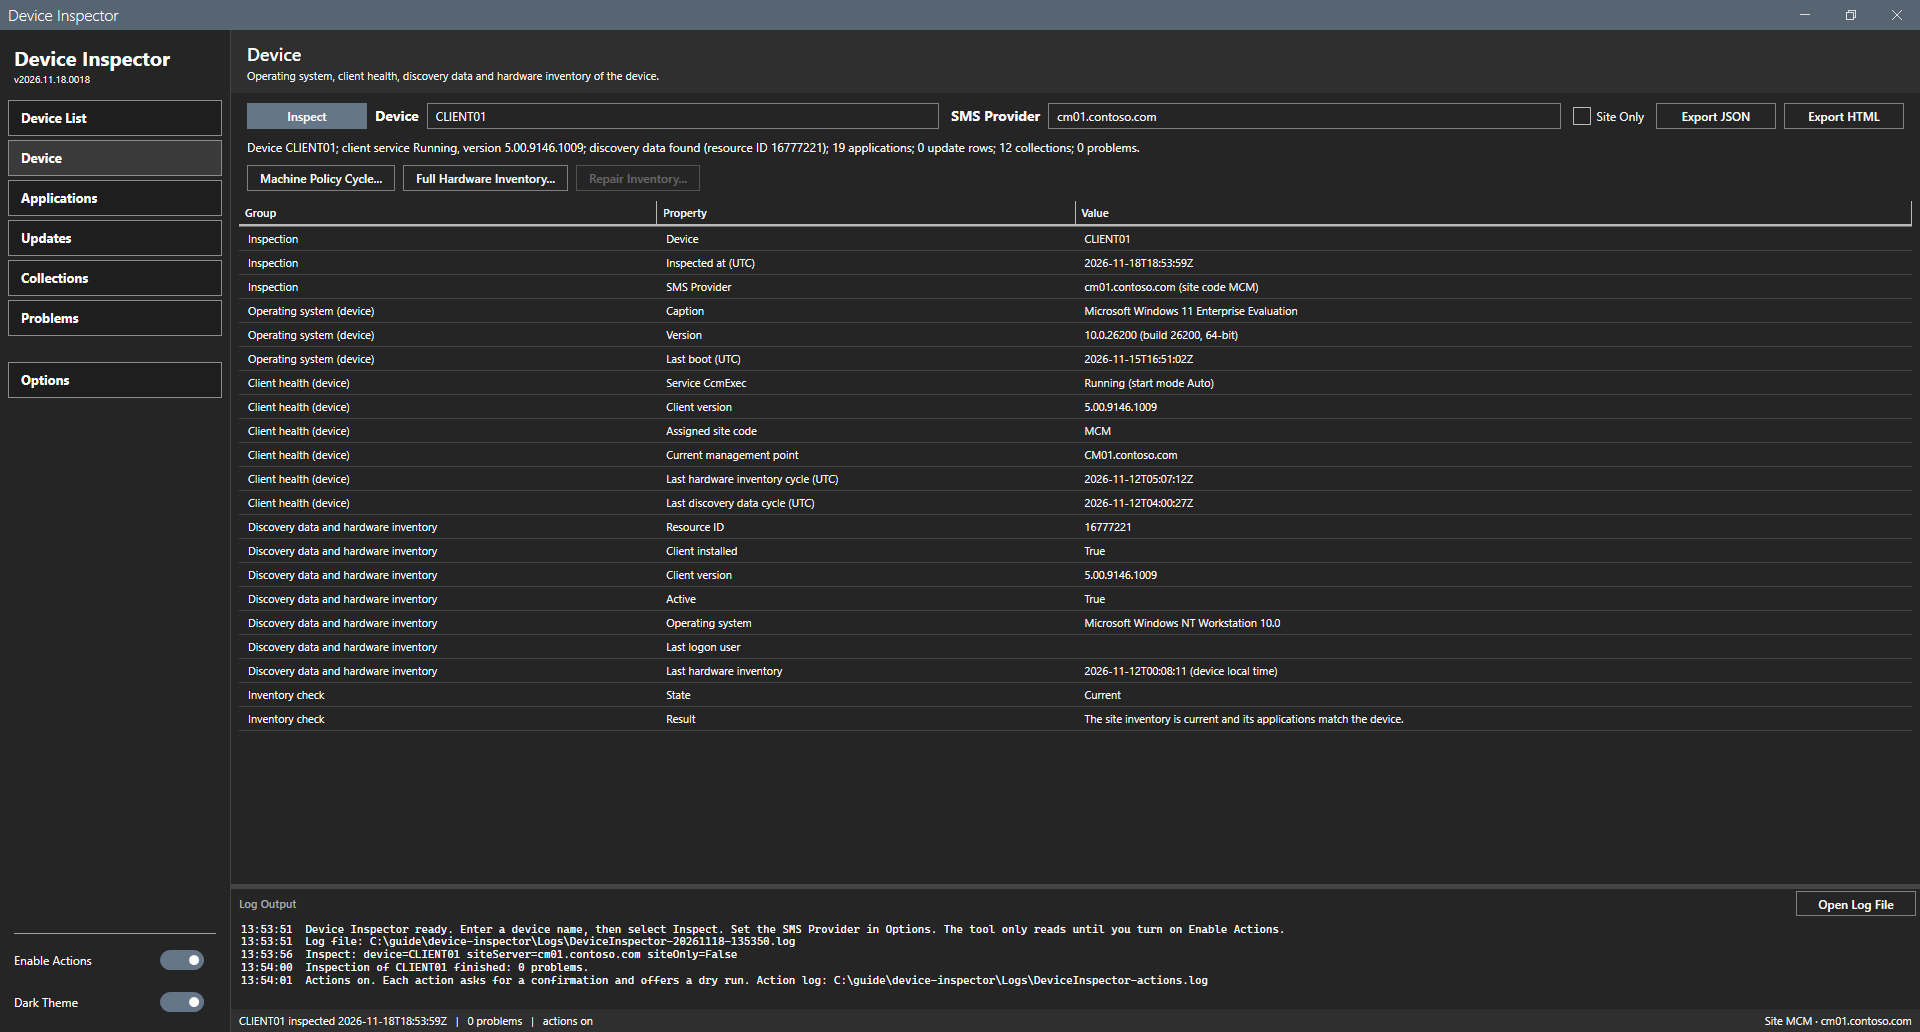 Device Inspector
Device Inspector
v2026.11.18.0018
Device List
Device
Applications
Updates
Collections
Problems
Options
Enable Actions
Dark Theme
Device
Operating system, client health, discovery data and hardware inventory of the device.
Inspect Device CLIENT01 SMS Provider cm01.contoso.com Site Only Export JSON Export HTML
Device CLIENT01; client service Running, version 5.00.9146.1009; discovery data found (resource ID 16777221); 19 applications; 0 update rows; 12 collections; 0 problems.
Machine Policy Cycle... Full Hardware Inventory... Repair Inventory...
Group Property Value
Inspection Device CLIENT01
Inspection Inspected at (UTC) 2026-11-18T18:53:59Z
Inspection SMS Provider cm01.contoso.com (site code MCM)
Operating system (device) Caption Microsoft Windows 11 Enterprise Evaluation
Operating system (device) Version 10.0.26200 (build 26200, 64-bit)
Operating system (device) Last boot (UTC) 2026-11-15T16:51:02Z
Client health (device) Service CcmExec Running (start mode Auto)
Client health (device) Client version 5.00.9146.1009
Client health (device) Assigned site code MCM
Client health (device) Current management point CM01.contoso.com
Client health (device) Last hardware inventory cycle (UTC) 2026-11-12T05:07:12Z
Client health (device) Last discovery data cycle (UTC) 2026-11-12T04:00:27Z
Discovery data and hardware inventory Resource ID 16777221
Discovery data and hardware inventory Client installed True
Discovery data and hardware inventory Client version 5.00.9146.1009
Discovery data and hardware inventory Active True
Discovery data and hardware inventory Operating system Microsoft Windows NT Workstation 10.0
Discovery data and hardware inventory Last logon user
Discovery data and hardware inventory Last hardware inventory 2026-11-12T00:08:11 (device local time)
Inventory check State Current
Inventory check Result The site inventory is current and its applications match the device.
Log Output Open Log File
13:53:51 Device Inspector ready. Enter a device name, then select Inspect. Set the SMS Provider in Options. The tool only reads until you turn on Enable Actions.
13:53:51 Log file: C:\guide\device-inspector\Logs\DeviceInspector-20261118-135350.log
13:53:56 Inspect: device=CLIENT01 siteServer=cm01.contoso.com siteOnly=False
13:54:00 Inspection of CLIENT01 finished: 0 problems.
13:54:01 Actions on. Each action asks for a confirmation and offers a dry run. Action log: C:\guide\device-inspector\Logs\DeviceInspector-actions.log
CLIENT01 inspected 2026-11-18T18:53:59Z | 0 problems | actions on Site MCM · cm01.contoso.com